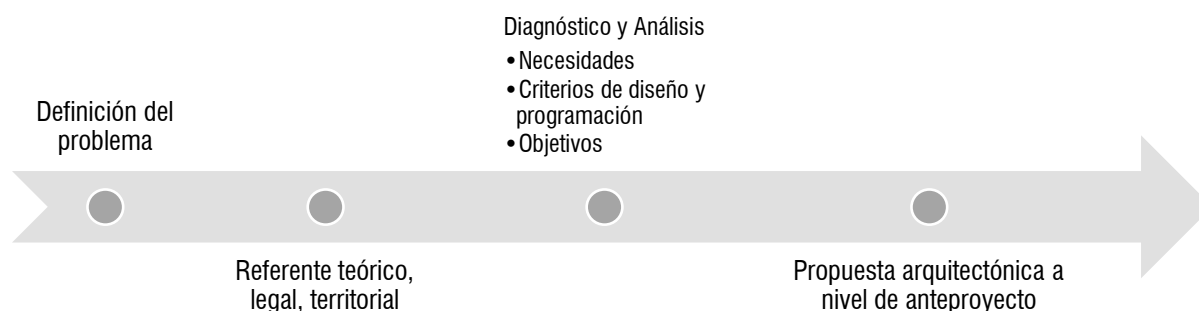 Definición del
problema
Referente teórico,
legal, territorial
Diagnóstico y Análisis
•Necesidades
•Criterios de diseño y
programación
•Objetivos
Propuesta arquitectónica a
nivel de anteproyecto